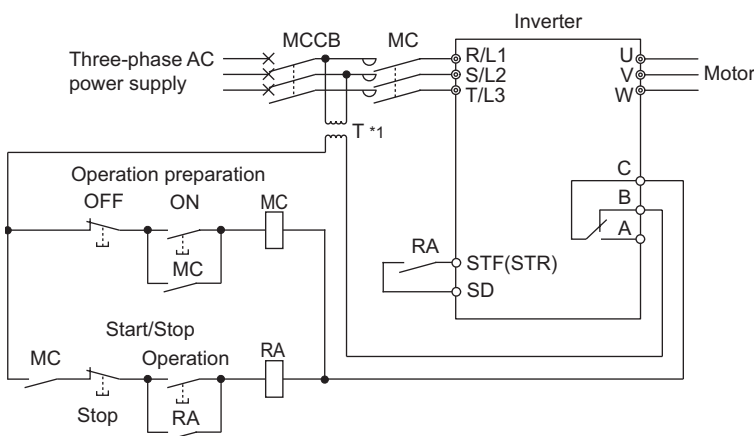 Inverter
MCCB
MC
Three-phase AC
power supply
R/L1
S/L2
T/L3
U
V
W
Motor
T *1
Operation preparation
OFF
ON
MC
MC
C
B
A
RA
STF(STR)
SD
Start/Stop
MC
Operation
RA
Stop
RA